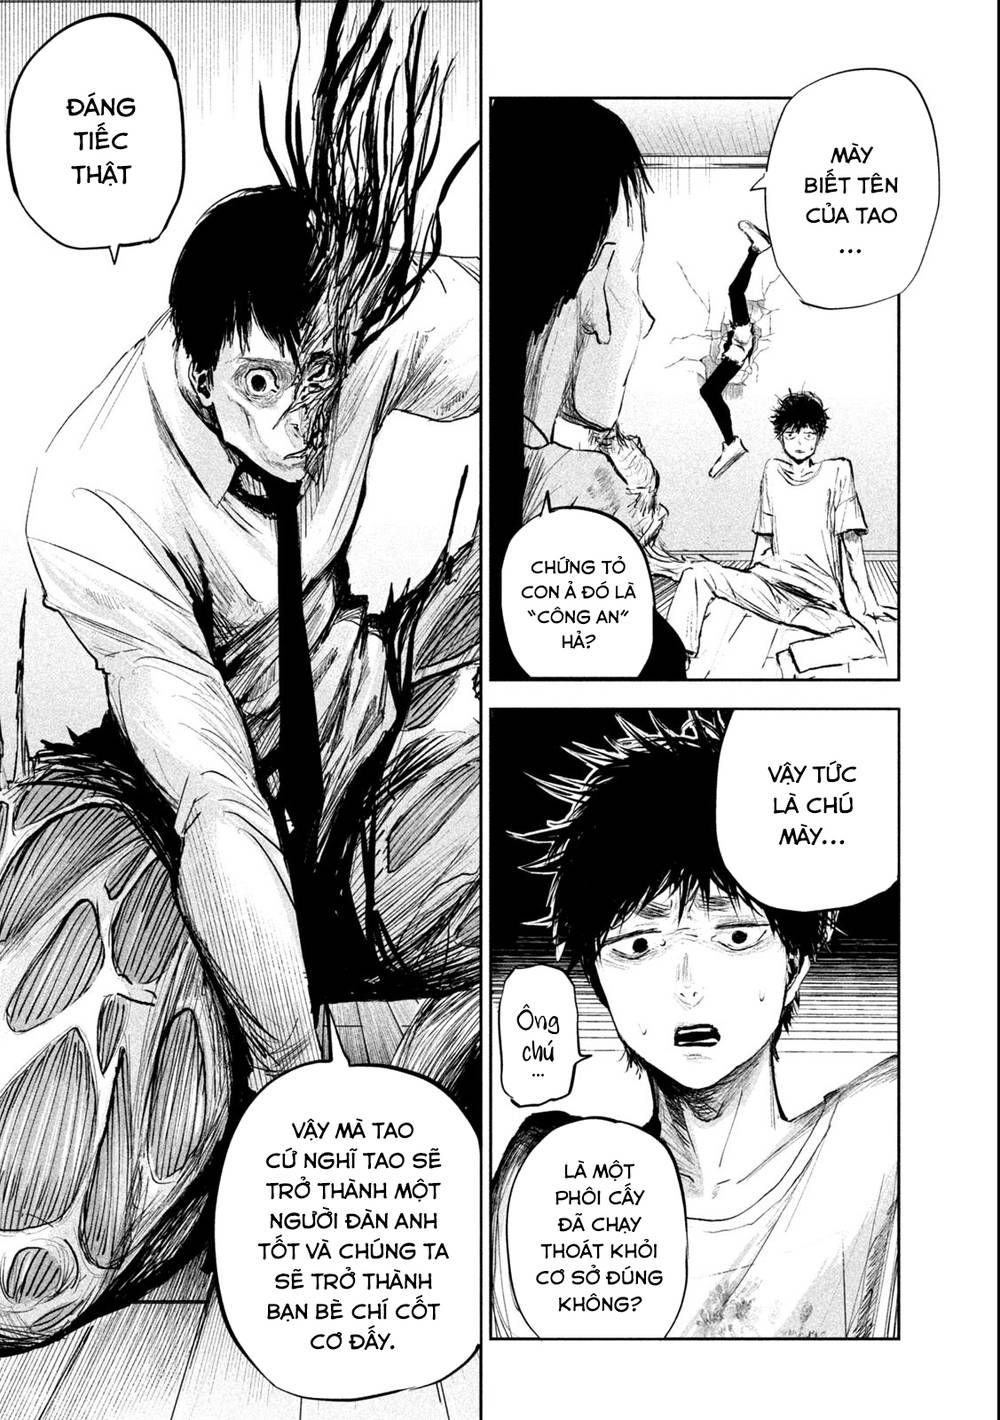 MÀY
BIẾT TÊN
CỦA TAO
...
CHỨNG TỎ
CON Ả ĐÓ LÀ
"CÔNG AN"
HẢ?
VẬY TỨC
LÀ CHÚ
MÀY...
Ông
chú
...
LÀ MỘT
PHÔI CẤY
ĐÃ CHẠY
THOÁT KHỎI
CƠ SỞ ĐÚNG
KHÔNG?
ĐÁNG
TIẾC
THẬT
VẬY MÀ TAO
CỨ NGHĨ TAO SẼ
TRỞ THÀNH MỘT
NGƯỜI ĐÀN ANH
TỐT VÀ CHÚNG TA
SẼ TRỞ THÀNH
BẠN BÈ CHÍ CỐT
CƠ ĐẤY.